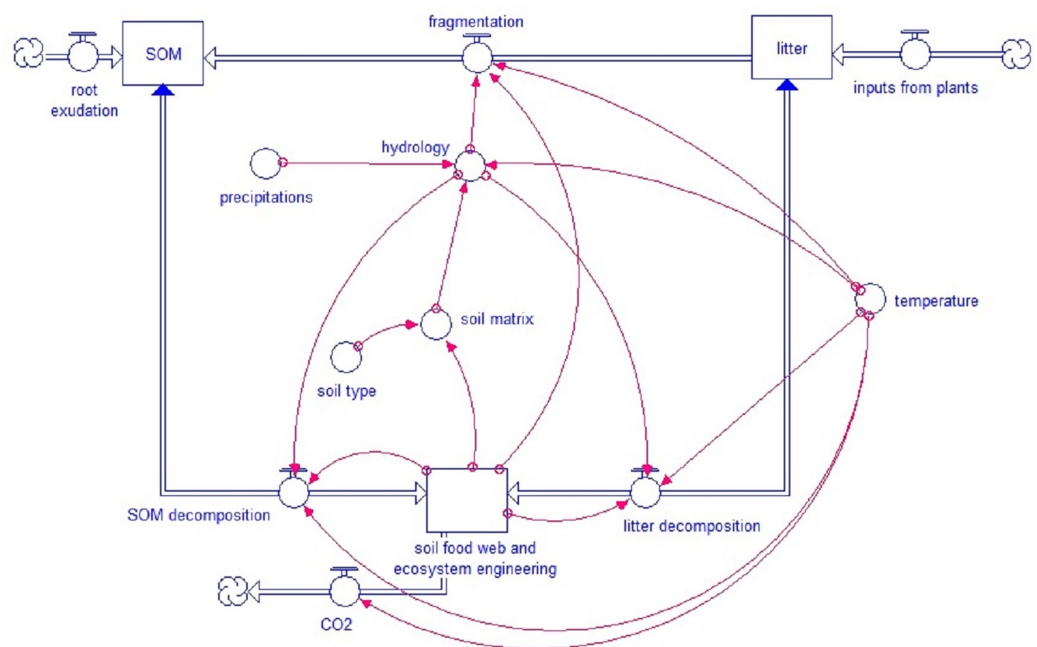 fragmentation
SOM
litter
root
exudation
inputs from plants
hydrology
precipitations
temperature
soil matrix
soil type
SOM decomposition
litter decomposition
soil food web and
ecosystem engineering
CO2